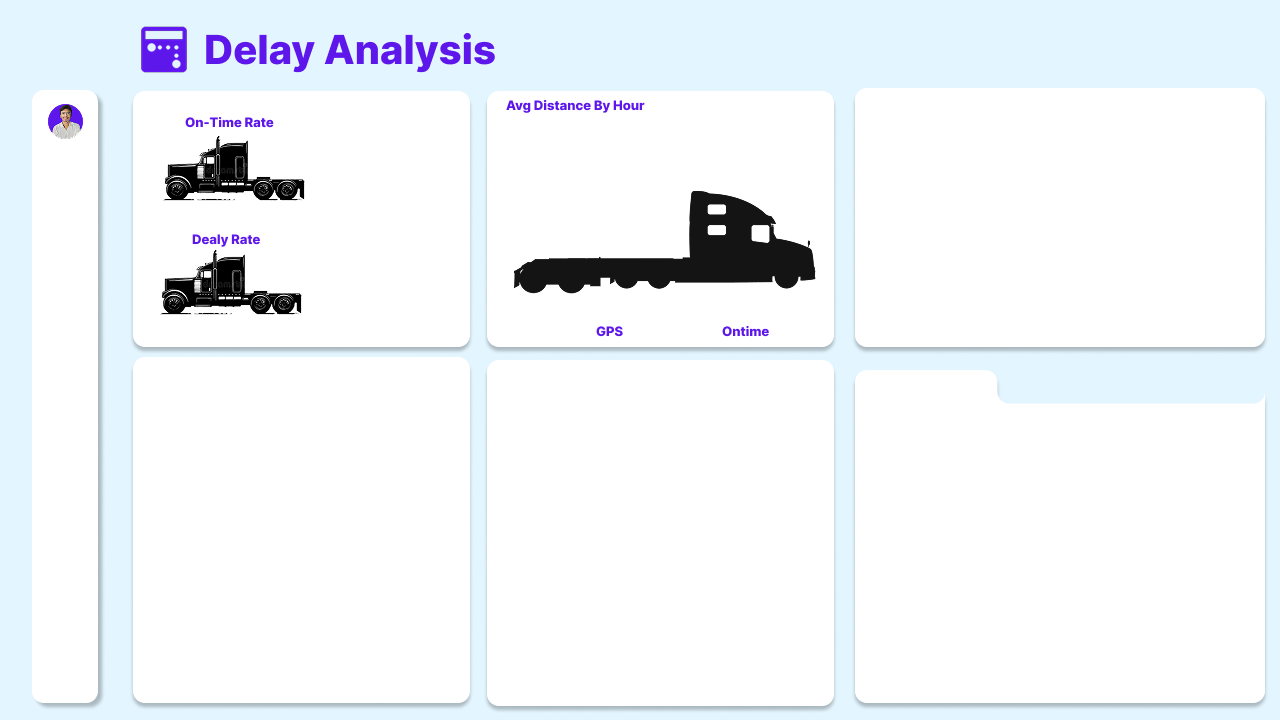 Delay Analysis
On-Time Rate
Dealy Rate
Avg Distance By Hour
GPS
Ontime